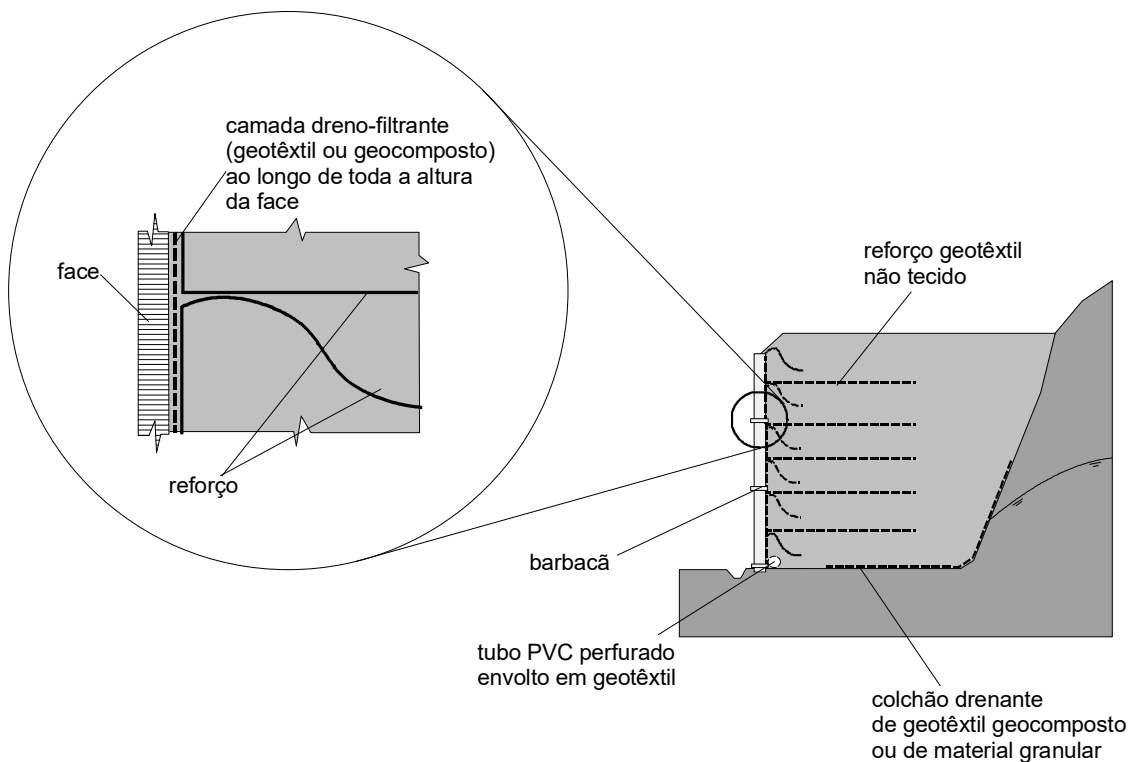 camada dreno-filtrante
(geotêxtil ou geocomposto)
ao longo de toda a altura
da face
face
reforço
reforço geotêxtil
não tecido
barbacã
tubo PVC perfurado
envolto em geotêxtil
colchão drenante
de geotêxtil geocomposto
ou de material granular